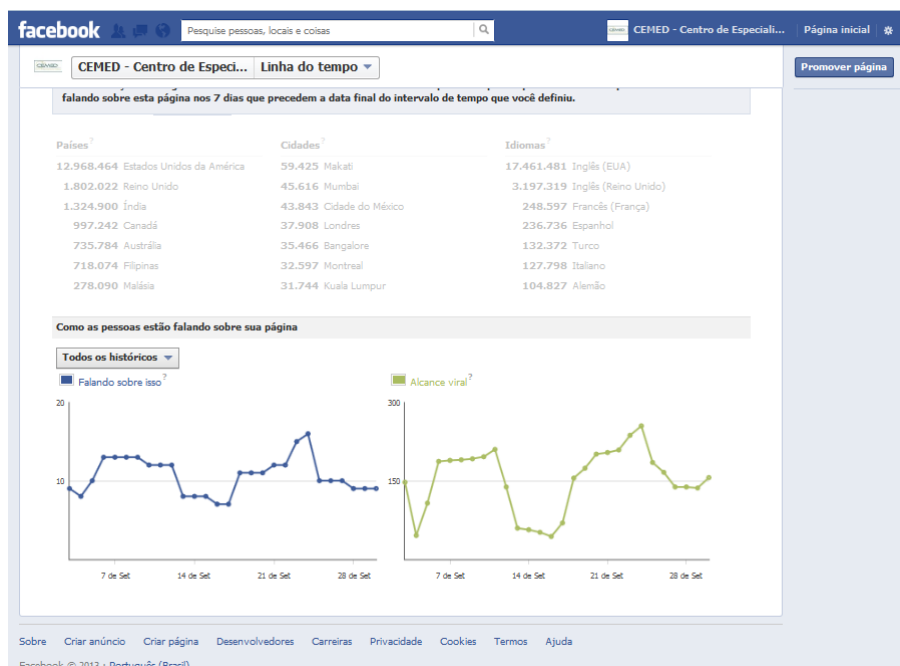 facebook Pesquise pessoas, locais e coisas CEMED - Centro de Especiali... Página inicial
CEMED CEMED - Centro de Especi... Linha do tempo Promover página
falando sobre esta página nos 7 dias que precedem a data final do intervalo de tempo que você definiu.
Países? Cidades? Idiomas?
12.968.464 Estados Unidos da América 59.425 Makati 17.461.481 Inglês (EUA)
1.802.022 Reino Unido 45.616 Mumbai 3.197.319 Inglês (Reino Unido)
1.324.900 Índia 43.843 Cidade do México 248.597 Francês (França)
997.242 Canadá 37.908 Londres 236.736 Espanhol
735.784 Austrália 35.466 Bangalore 132.372 Turco
718.074 Filipinas 32.597 Montreal 127.798 Italiano
278.090 Malásia 31.744 Kuala Lumpur 104.827 Alemão
Como as pessoas estão falando sobre sua página
Todos os históricos
Falando sobre isso? Alcance viral?
20 300
10 150
7 de Set 14 de Set 21 de Set 28 de Set 7 de Set 14 de Set 21 de Set 28 de Set
Sobre Criar anúncio Criar página Desenvolvedores Carreiras Privacidade Cookies Termos Ajuda
Facebook © 2013 · Português (Brasil)